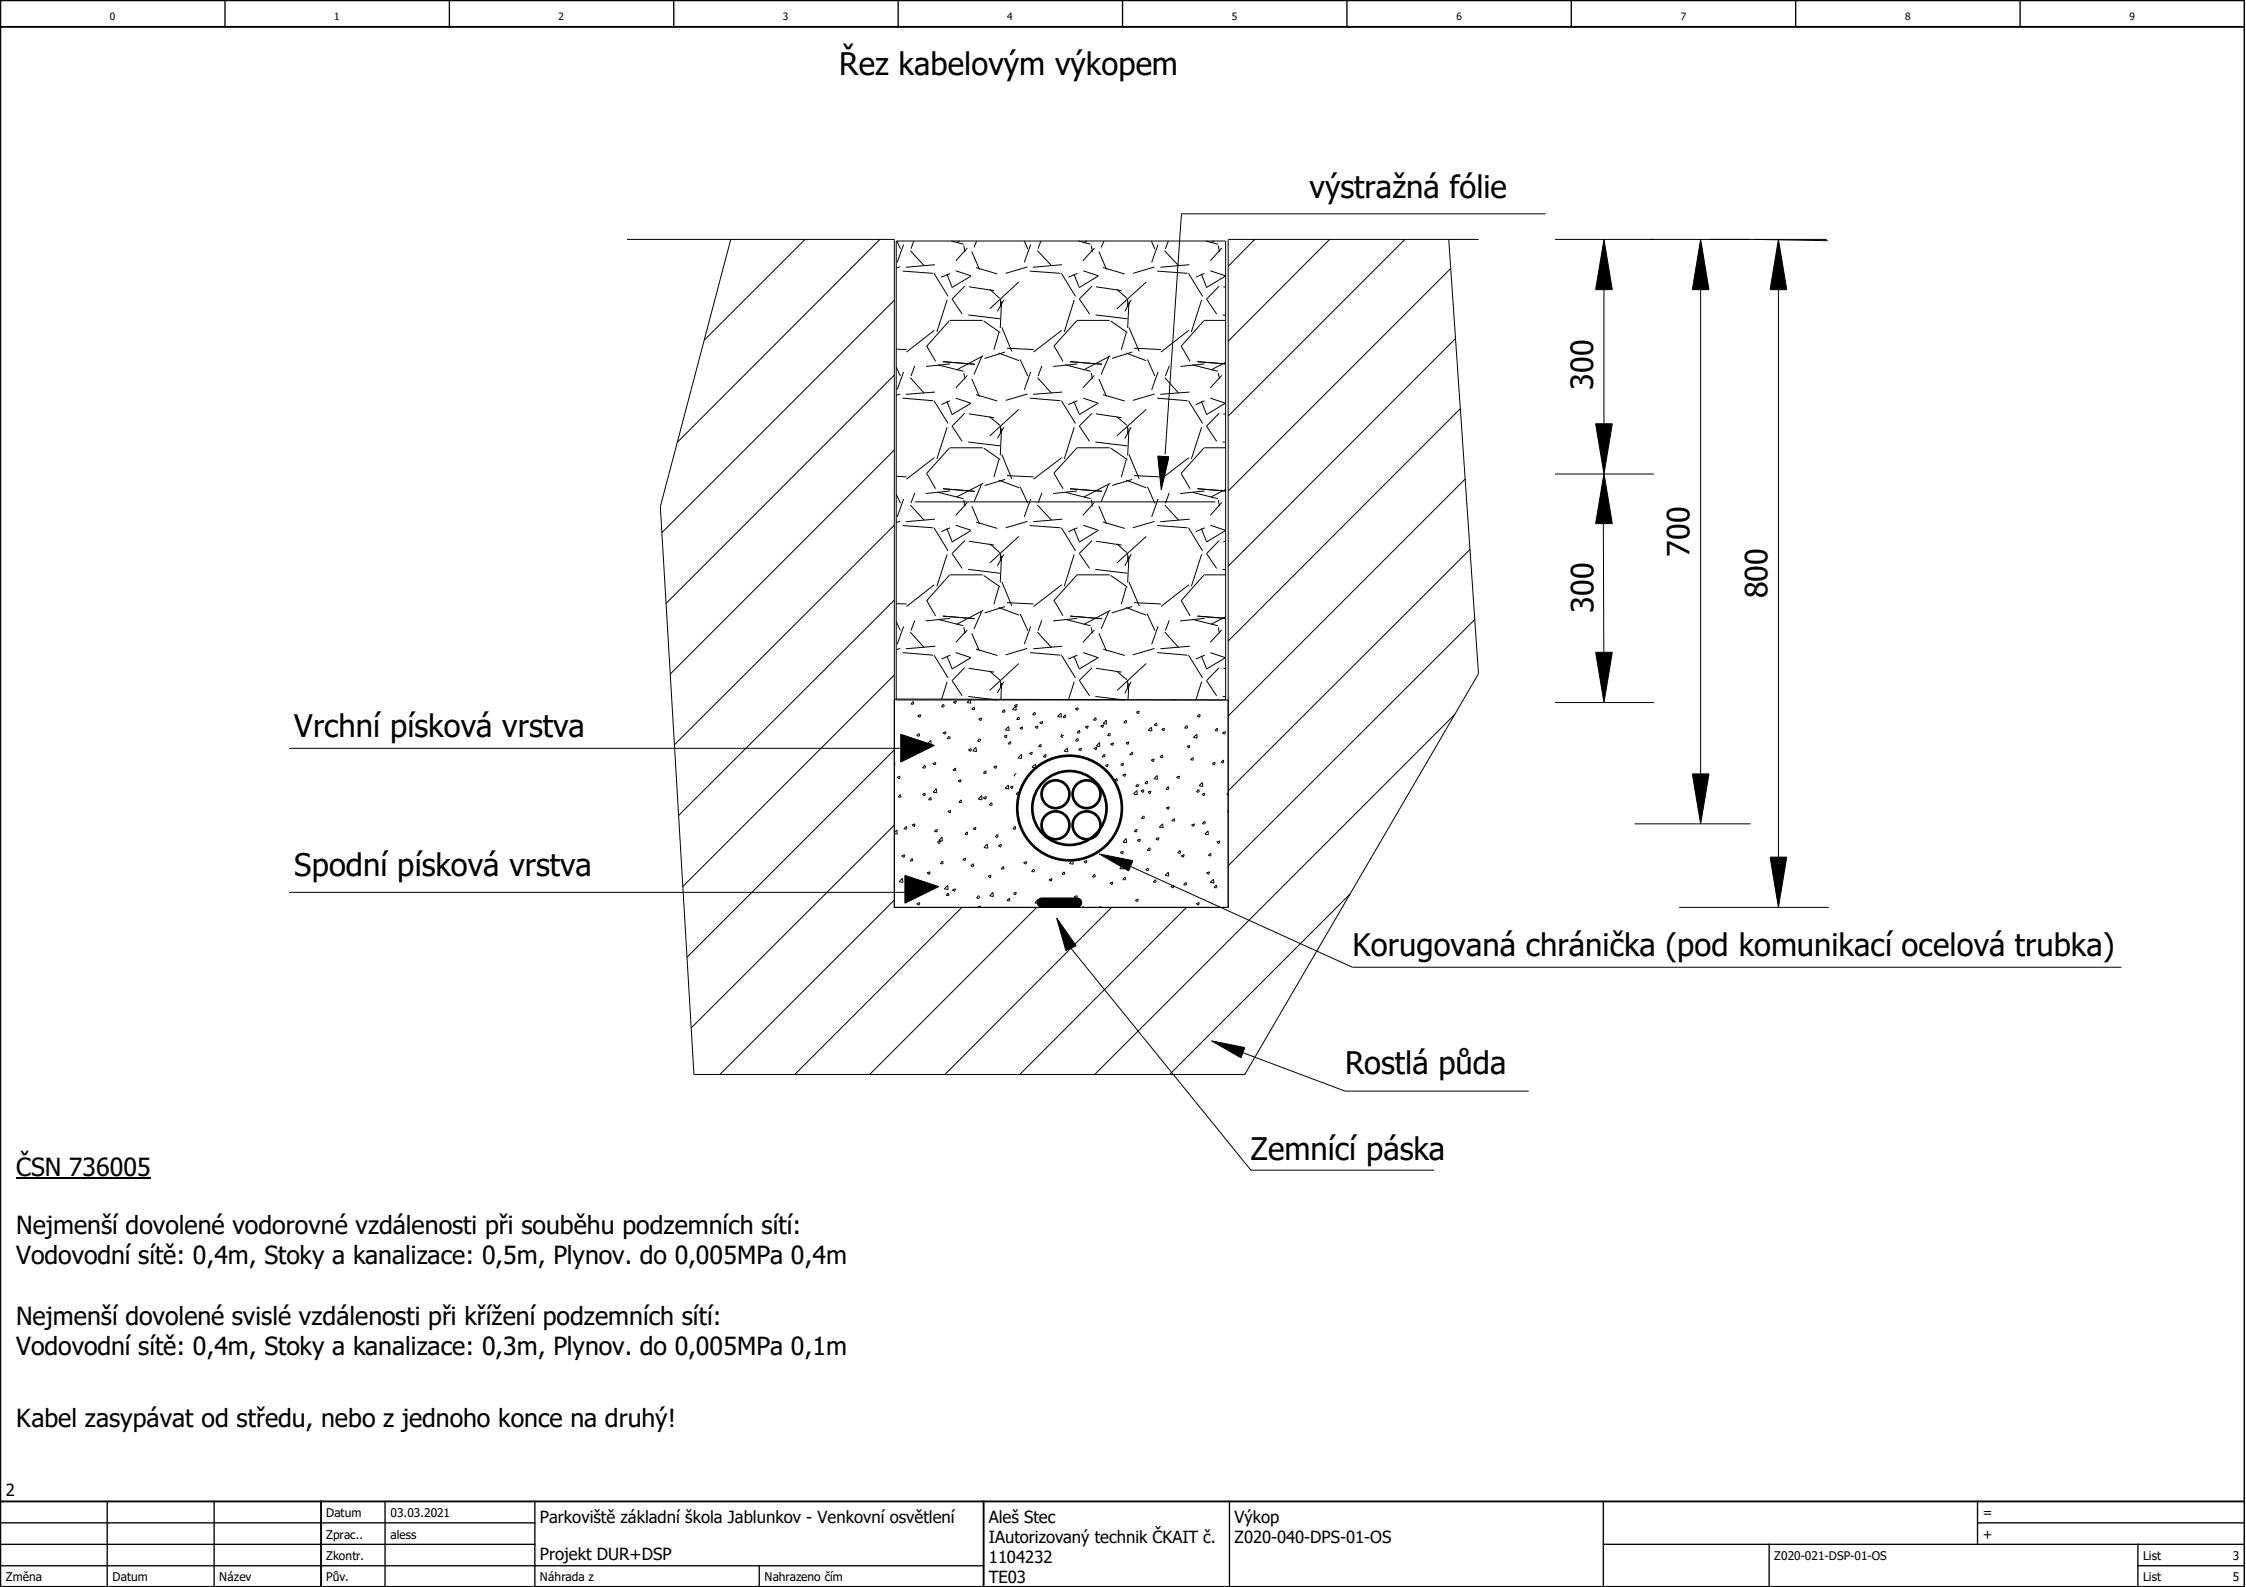 0 1 2 3 4 5 6 7 8 9
Řez kabelovým výkopem
výstražná fólie
300
300
700
800
Vrchní písková vrstva
Spodní písková vrstva
Korugovaná chránička (pod komunikací ocelová trubka)
Rostlá půda
Zemnící páska
ČSN 736005
Nejmenší dovolené vodorovné vzdálenosti při souběhu podzemních sítí:
Vodovodní sítě: 0,4m, Stoky a kanalizace: 0,5m, Plynov. do 0,005MPa 0,4m
Nejmenší dovolené svislé vzdálenosti při křížení podzemních sítí:
Vodovodní sítě: 0,4m, Stoky a kanalizace: 0,3m, Plynov. do 0,005MPa 0,1m
Kabel zasypávat od středu, nebo z jednoho konce na druhý!
2
Datum 03.03.2021
Zprac.. aless
Zkontr.
Změna Datum Název Pův.
Parkoviště základní škola Jablunkov - Venkovní osvětlení
Projekt DUR+DSP
Náhrada z Nahrazeno čím
Aleš Stec
IAutorizovaný technik ČKAIT č.
1104232
TE03
Výkop
Z020-040-DPS-01-OS
=
+
Z020-021-DSP-01-OS
List 3
List 5